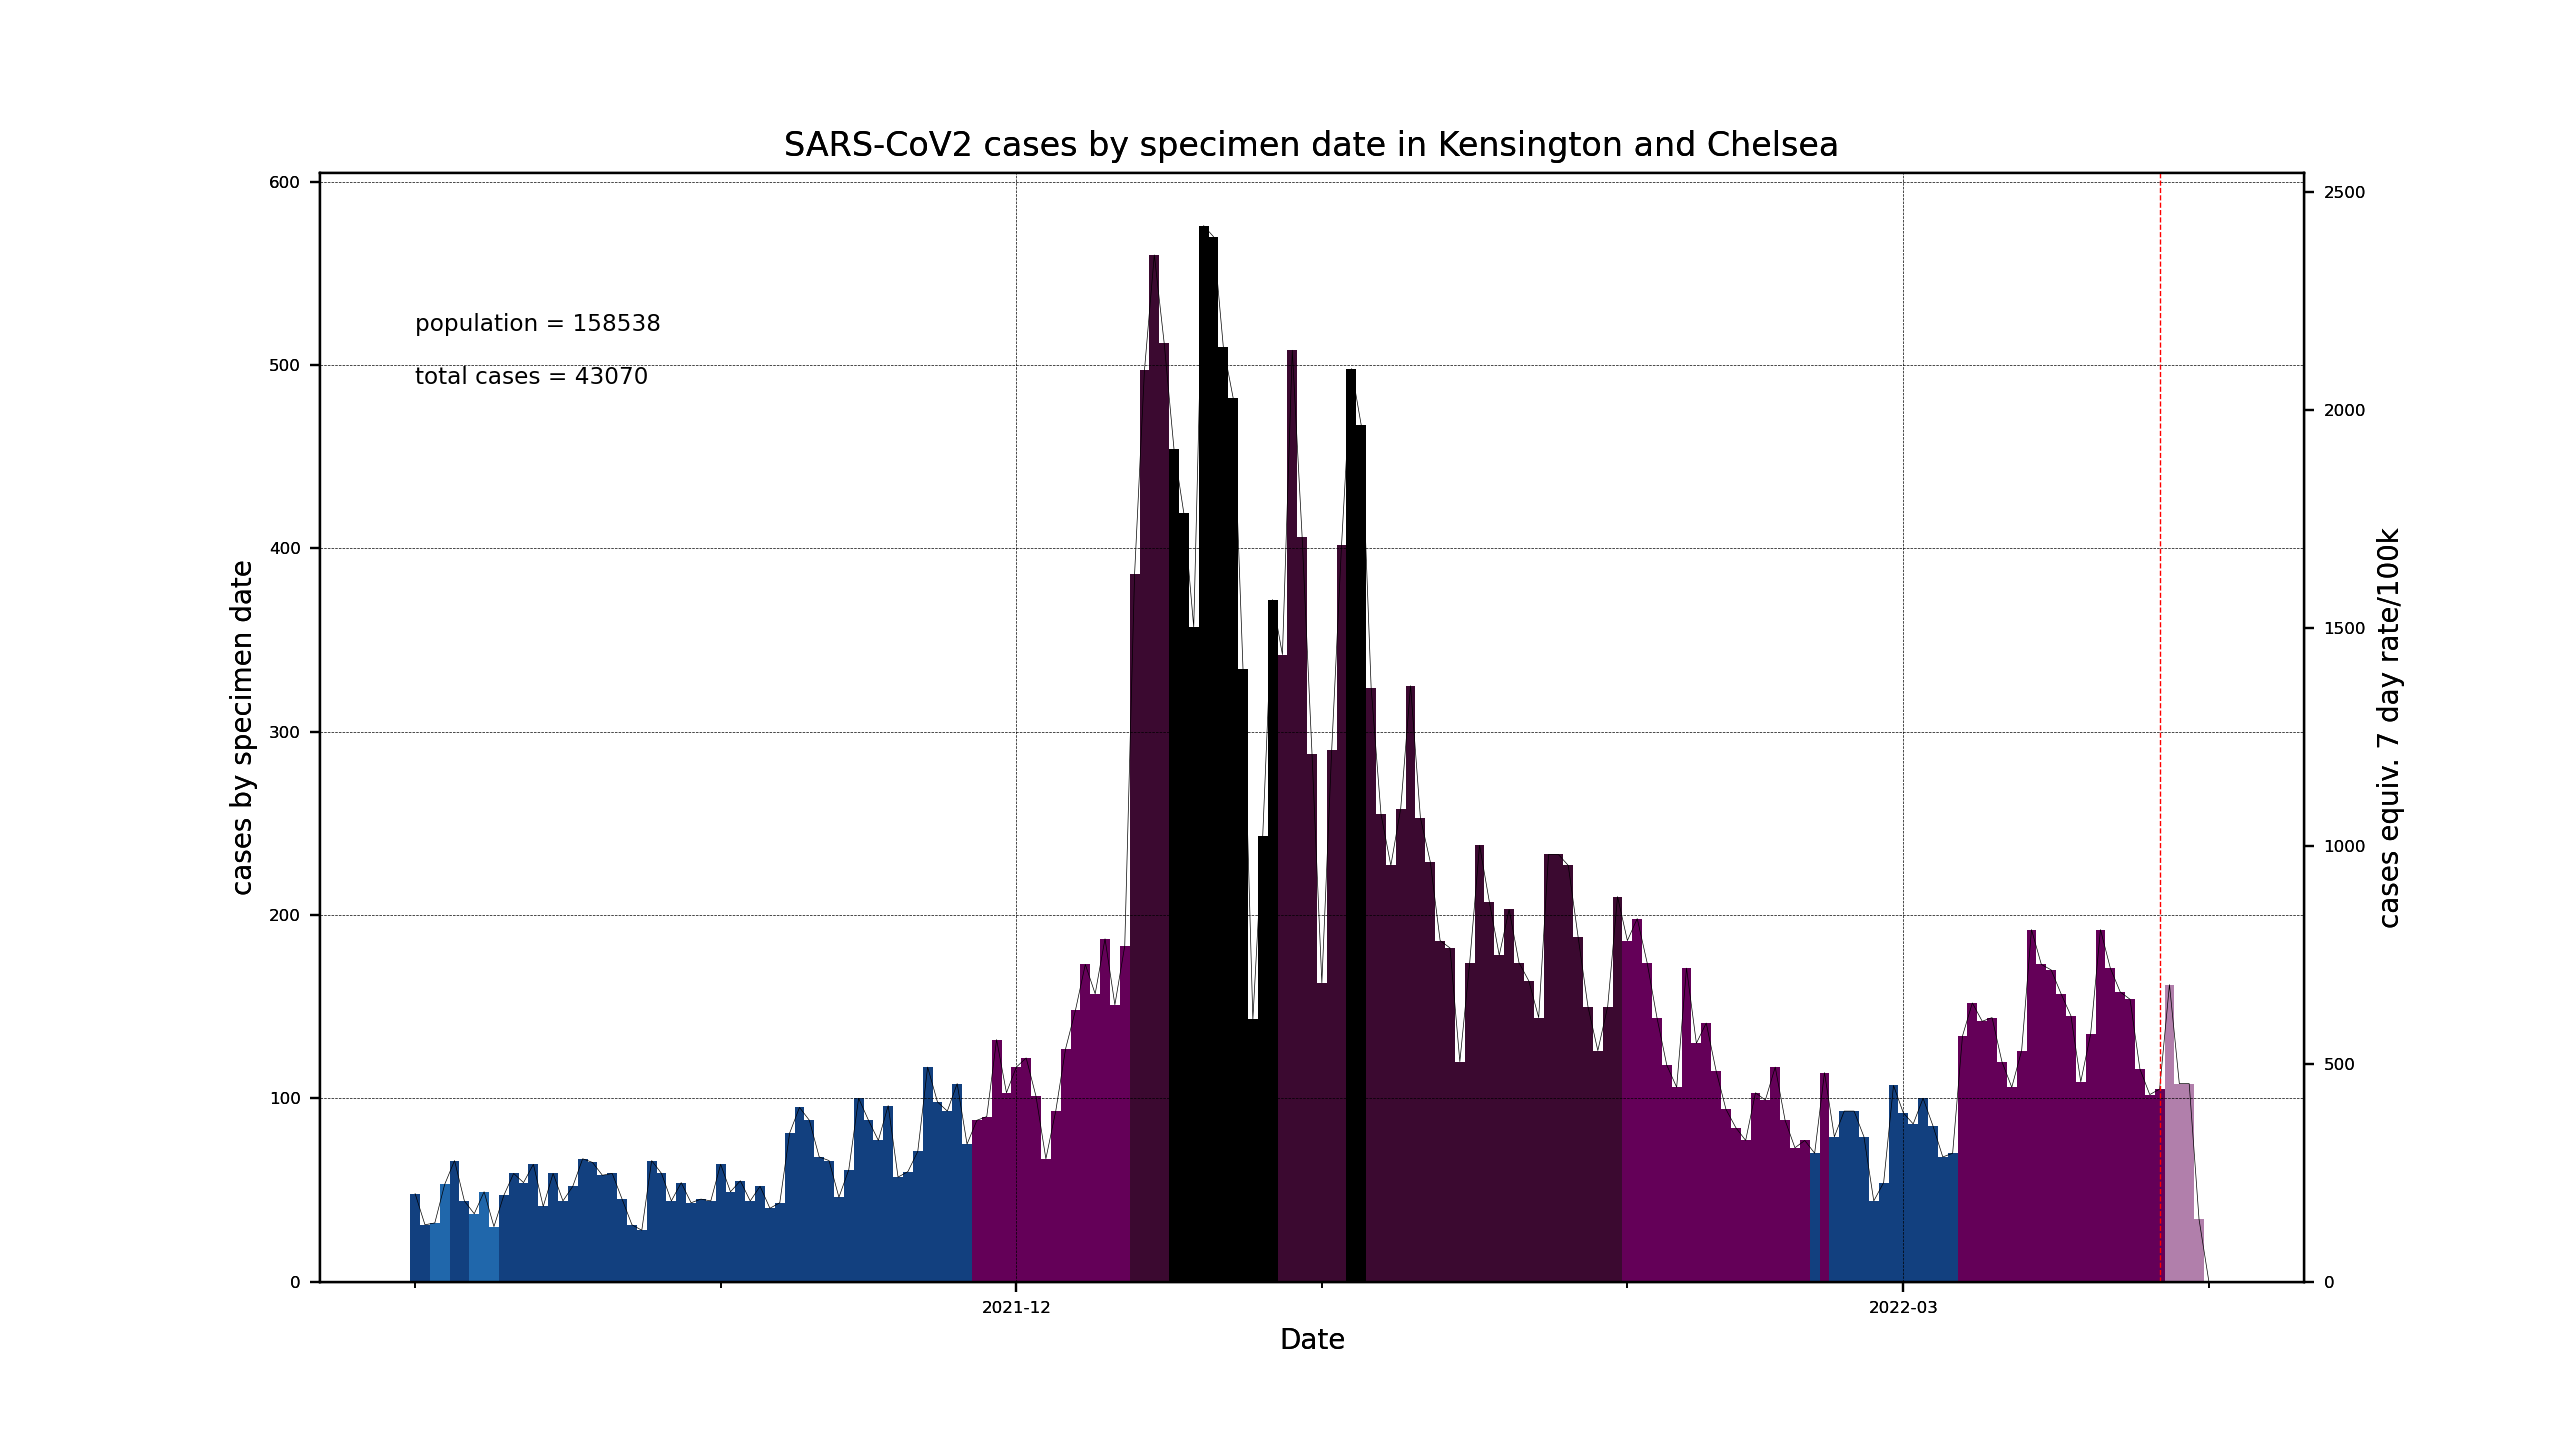 SARS-CoV2 cases by specimen date in Kensington and Chelsea
population = 158538
total cases = 43070
cases by specimen date
600
500
400
300
200
100
0
cases equiv. 7 day rate/100k
2500
2000
1500
1000
500
0
2021-12
2022-03
Date